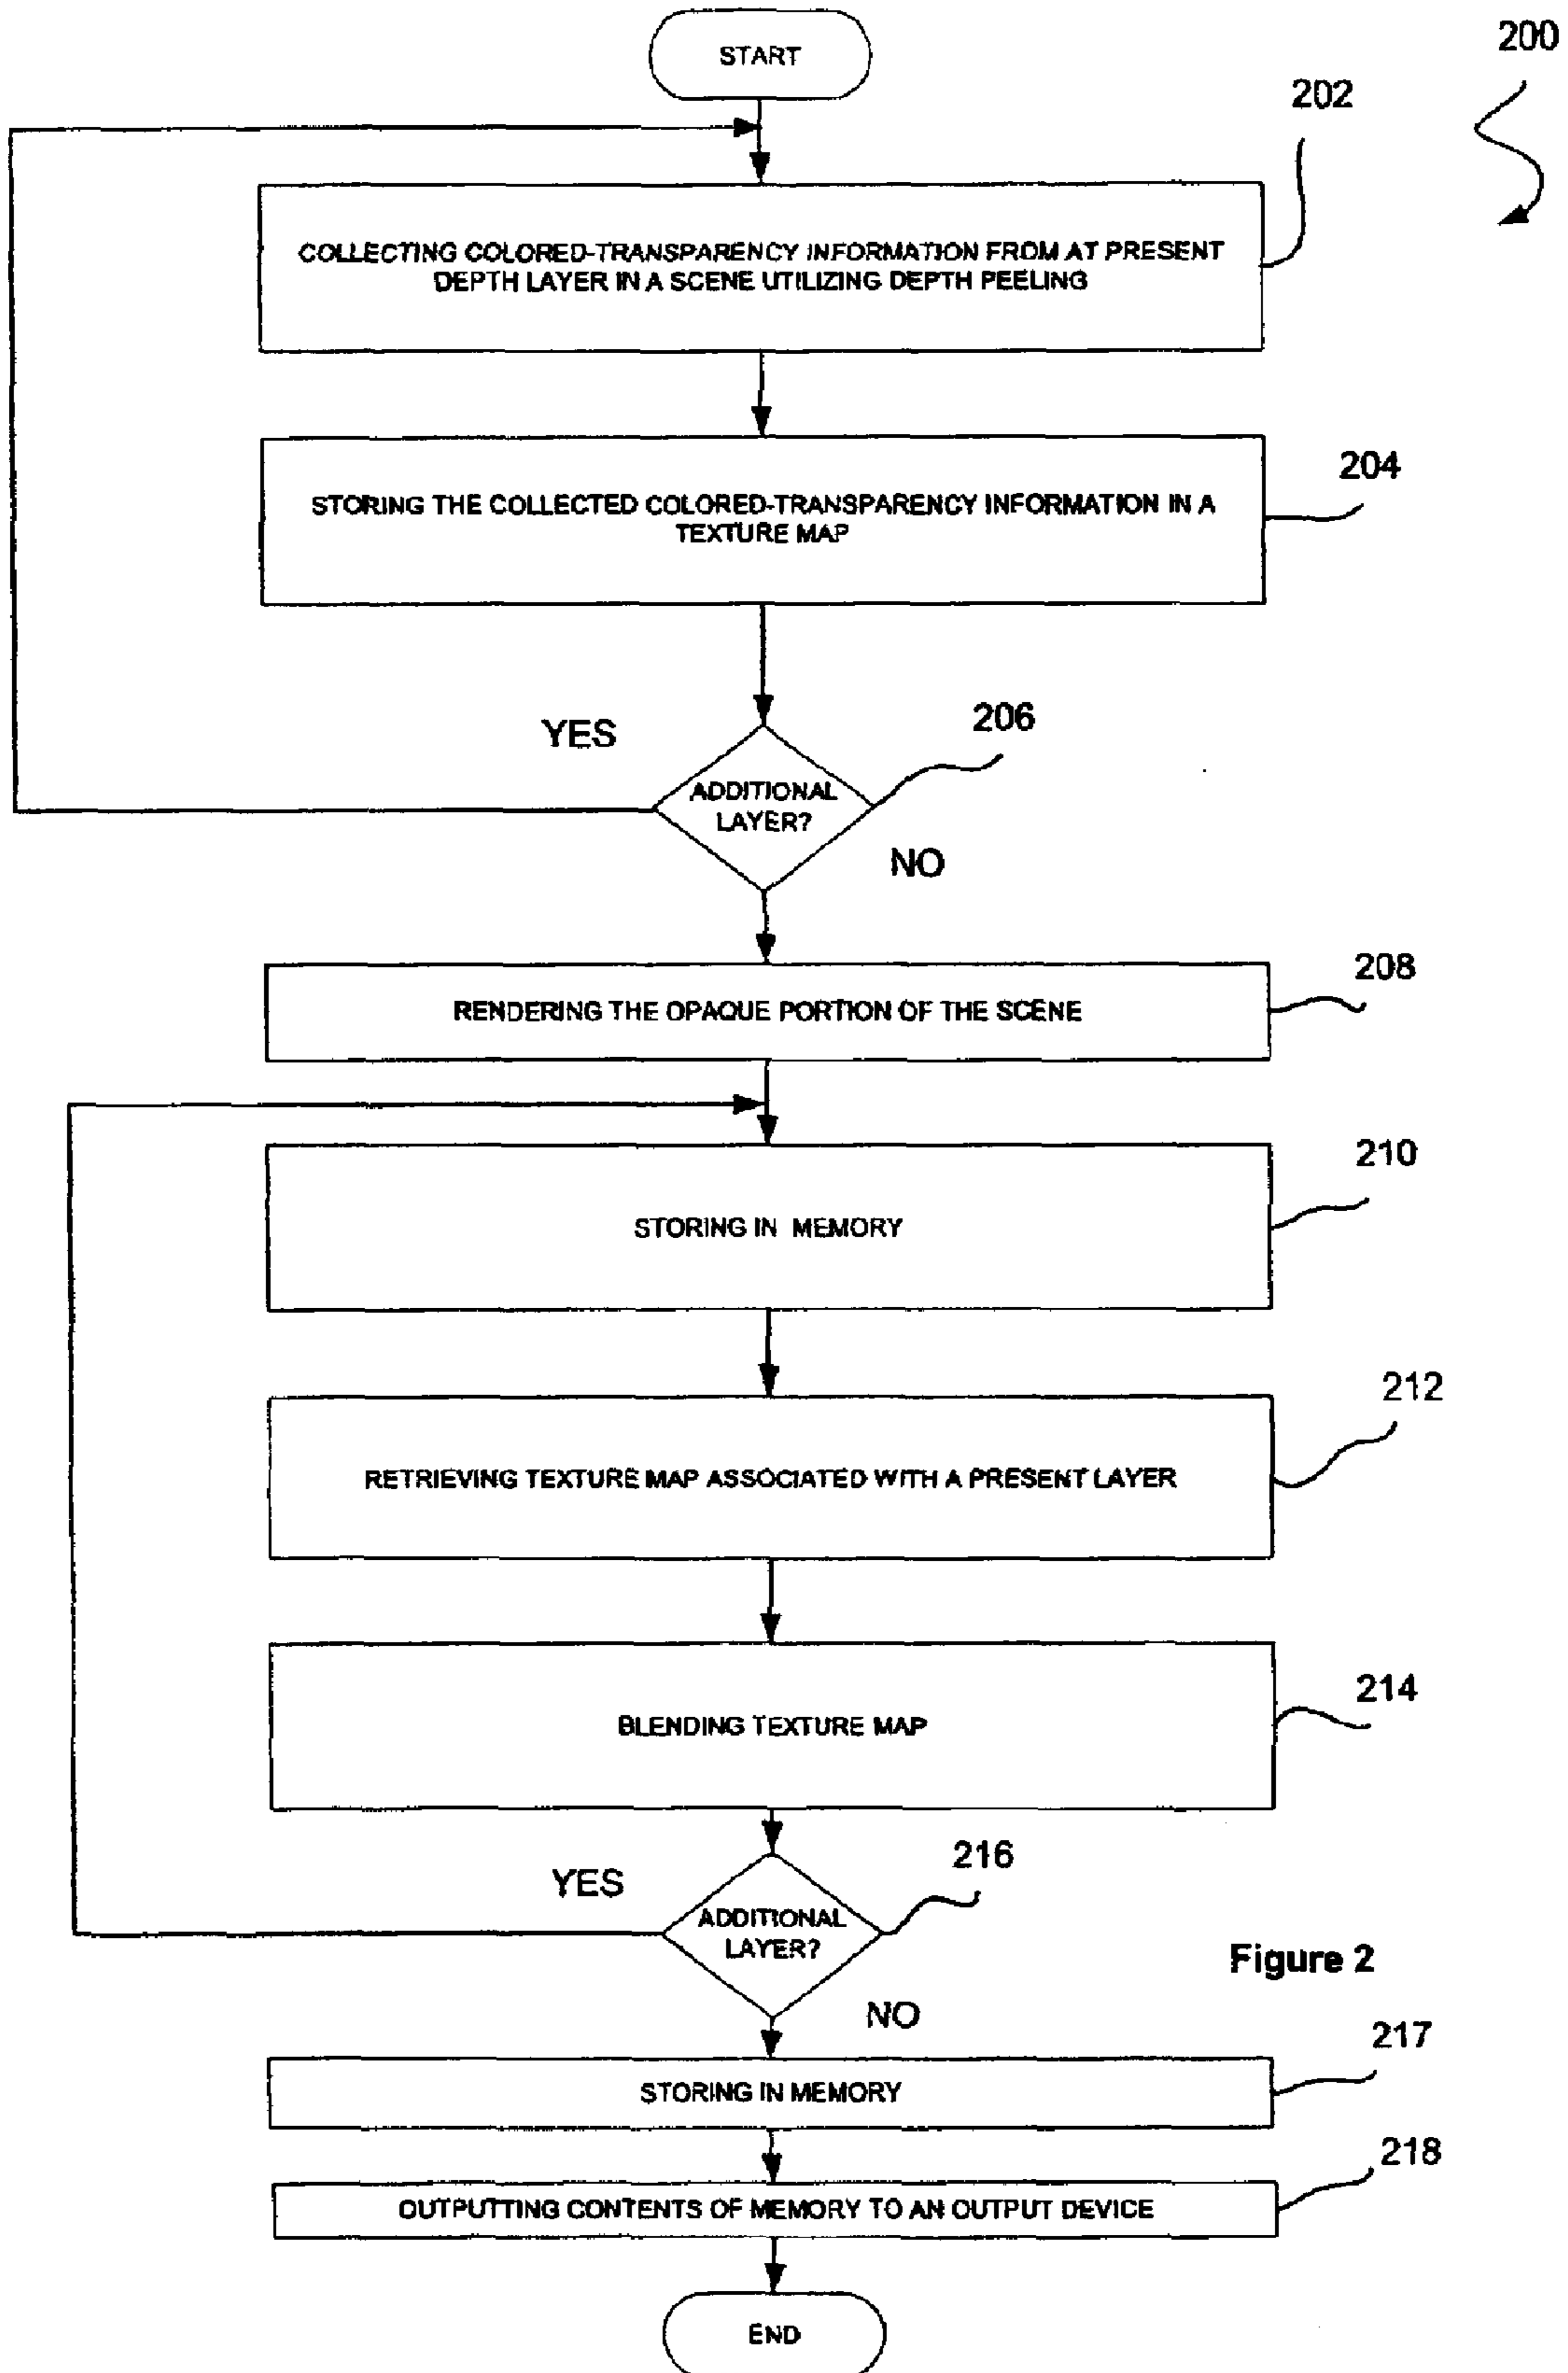 START
200
202
COLLECTING COLORED-TRANSPARENCY INFORMATION FROM AT PRESENT
DEPTH LAYER IN A SCENE UTILIZING DEPTH PEELING
204
STORING THE COLLECTED COLORED-TRANSPARENCY INFORMATION IN A
TEXTURE MAP
YES
206
ADDITIONAL
LAYER?
NO
208
RENDERING THE OPAQUE PORTION OF THE SCENE
210
STORING IN MEMORY
212
RETRIEVING TEXTURE MAP ASSOCIATED WITH A PRESENT LAYER
214
BLENDING TEXTURE MAP
216
YES
ADDITIONAL
LAYER?
Figure 2
NO
217
STORING IN MEMORY
218
OUTPUTTING CONTENTS OF MEMORY TO AN OUTPUT DEVICE
END